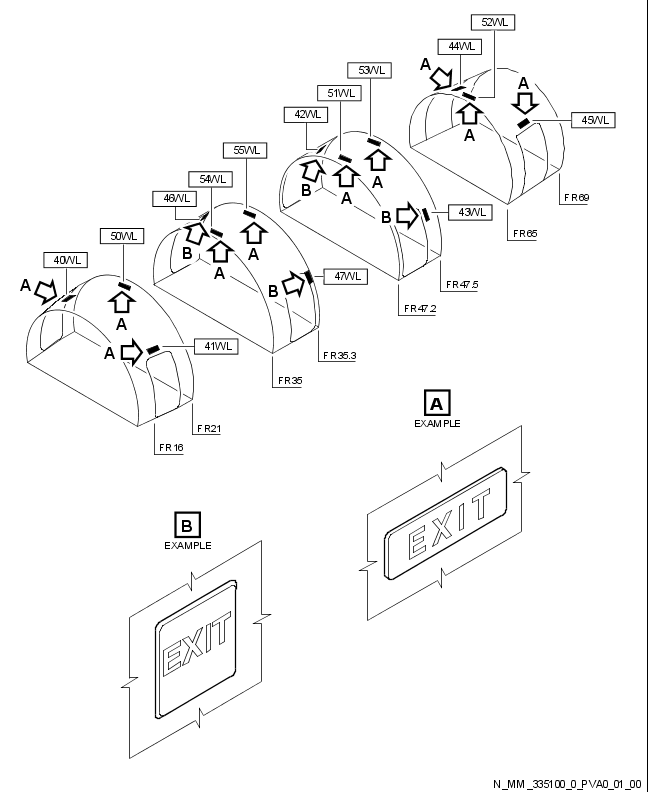 52WL
44WL
A
A
53WL
51WL
42WL
45WL
A
55WL
54WL
B
A
A
FR69
46WL
B
43WL
FR65
50WL
B
A
A
40WL
B
47WL
FR47.5
A
FR47.2
A
A
41WL
FR35.3
FR35
A
EXAMPLE
FR21
FR16
EXIT
B
EXAMPLE
EXIT
N_MM_335100_0_PVA0_01_00